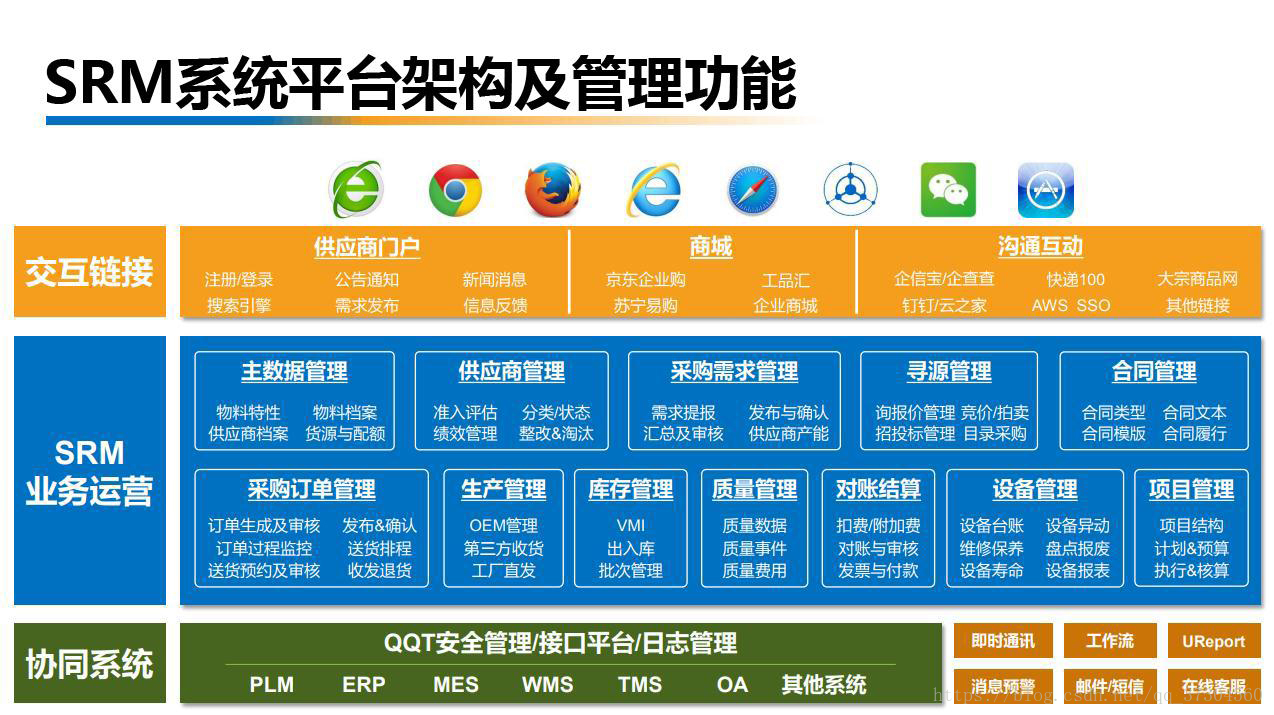 SRM系统平台架构及管理功能
交互链接
供应商门户 商城 沟通互动
注册/登录 公告通知 新闻消息 京东企业购 工品汇 企信宝/企查查 快递100 大宗商品网
搜索引擎 需求发布 信息反馈 苏宁易购 企业商城 钉钉/云之家 AWS SSO 其他链接
SRM
业务运营
主数据管理 供应商管理 采购需求管理 寻源管理 合同管理
物料特性 物料档案 准入评估 分类/状态 需求提报 发布与确认 询报价管理 竞价/拍卖 合同类型 合同文本
供应商档案 货源与配额 绩效管理 整改&淘汰 汇总及审核 供应商产能 招投标管理 目录采购 合同模版 合同履行
采购订单管理 生产管理 库存管理 质量管理 对账结算 设备管理 项目管理
订单生成及审核 发布&确认 OEM管理 VMI 质量数据 扣费/附加费 设备台账 设备异动 项目结构
订单过程监控 送货排程 第三方收货 出入库 质量事件 对账与审核 维修保养 盘点报废 计划&预算
送货预约及审核 收发退货 工厂直发 批次管理 质量费用 发票与付款 设备寿命 设备报表 执行&核算
协同系统
QQT安全管理/接口平台/日志管理
PLM ERP MES WMS TMS OA 其他系统
即时通讯 工作流 UReport
消息预警 邮件/短信 在线客服
https://blog.csdn.net/qq_37504560